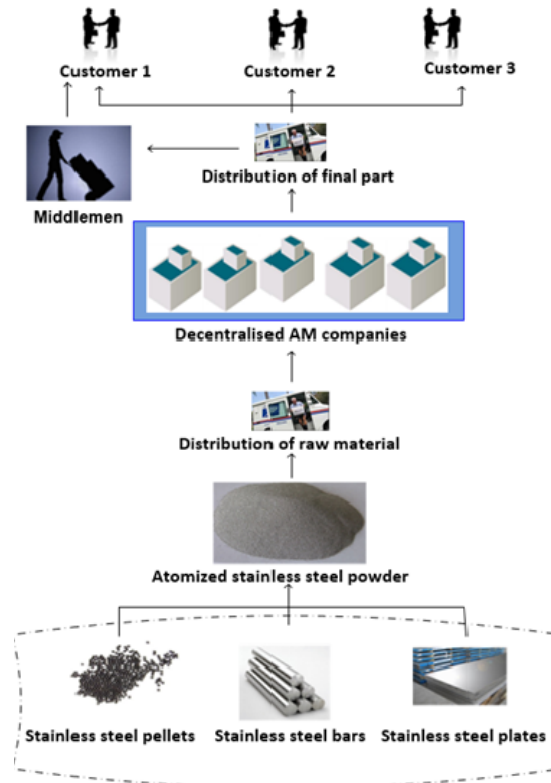 Customer 1
Customer 2
Customer 3
Distribution of final part
Middlemen
Decentralised AM companies
Distribution of raw material
Atomized stainless steel powder
Stainless steel pellets
Stainless steel bars
Stainless steel plates